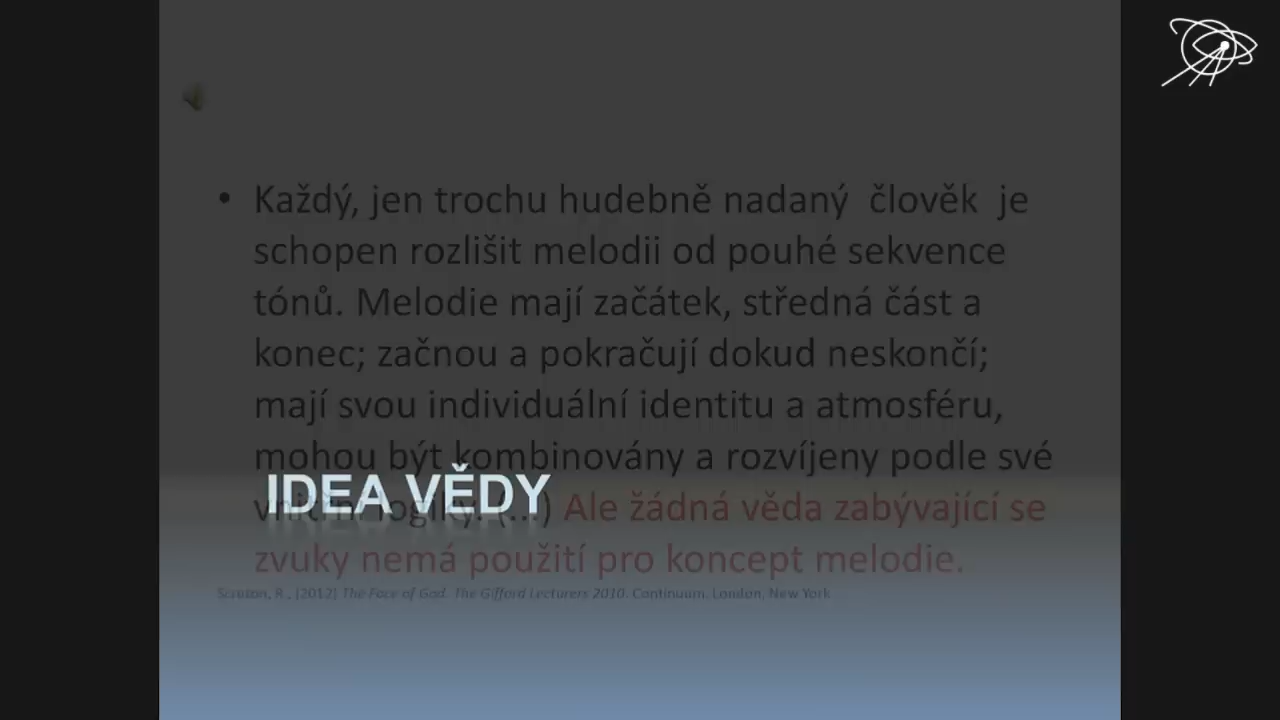 • Každý, jen trochu hudebně nadaný člověk je
schopen rozlišit melodii od pouhé sekvence
tónů. Melodie mají začátek, středná část a
konec; začnou a pokračují dokud neskončí;
mají svou individuální identitu a atmosféru,
mohou být kombinovány a rozvíjeny podle své
vnitřní logiky. (...) Ale žádná věda zabývající se
IDEA VĚDY
zvuky nemá použití pro koncept melodie.
Scruton, R., (2012) The Face of God. The Gifford Lecturers 2010. Continuum. London, New York